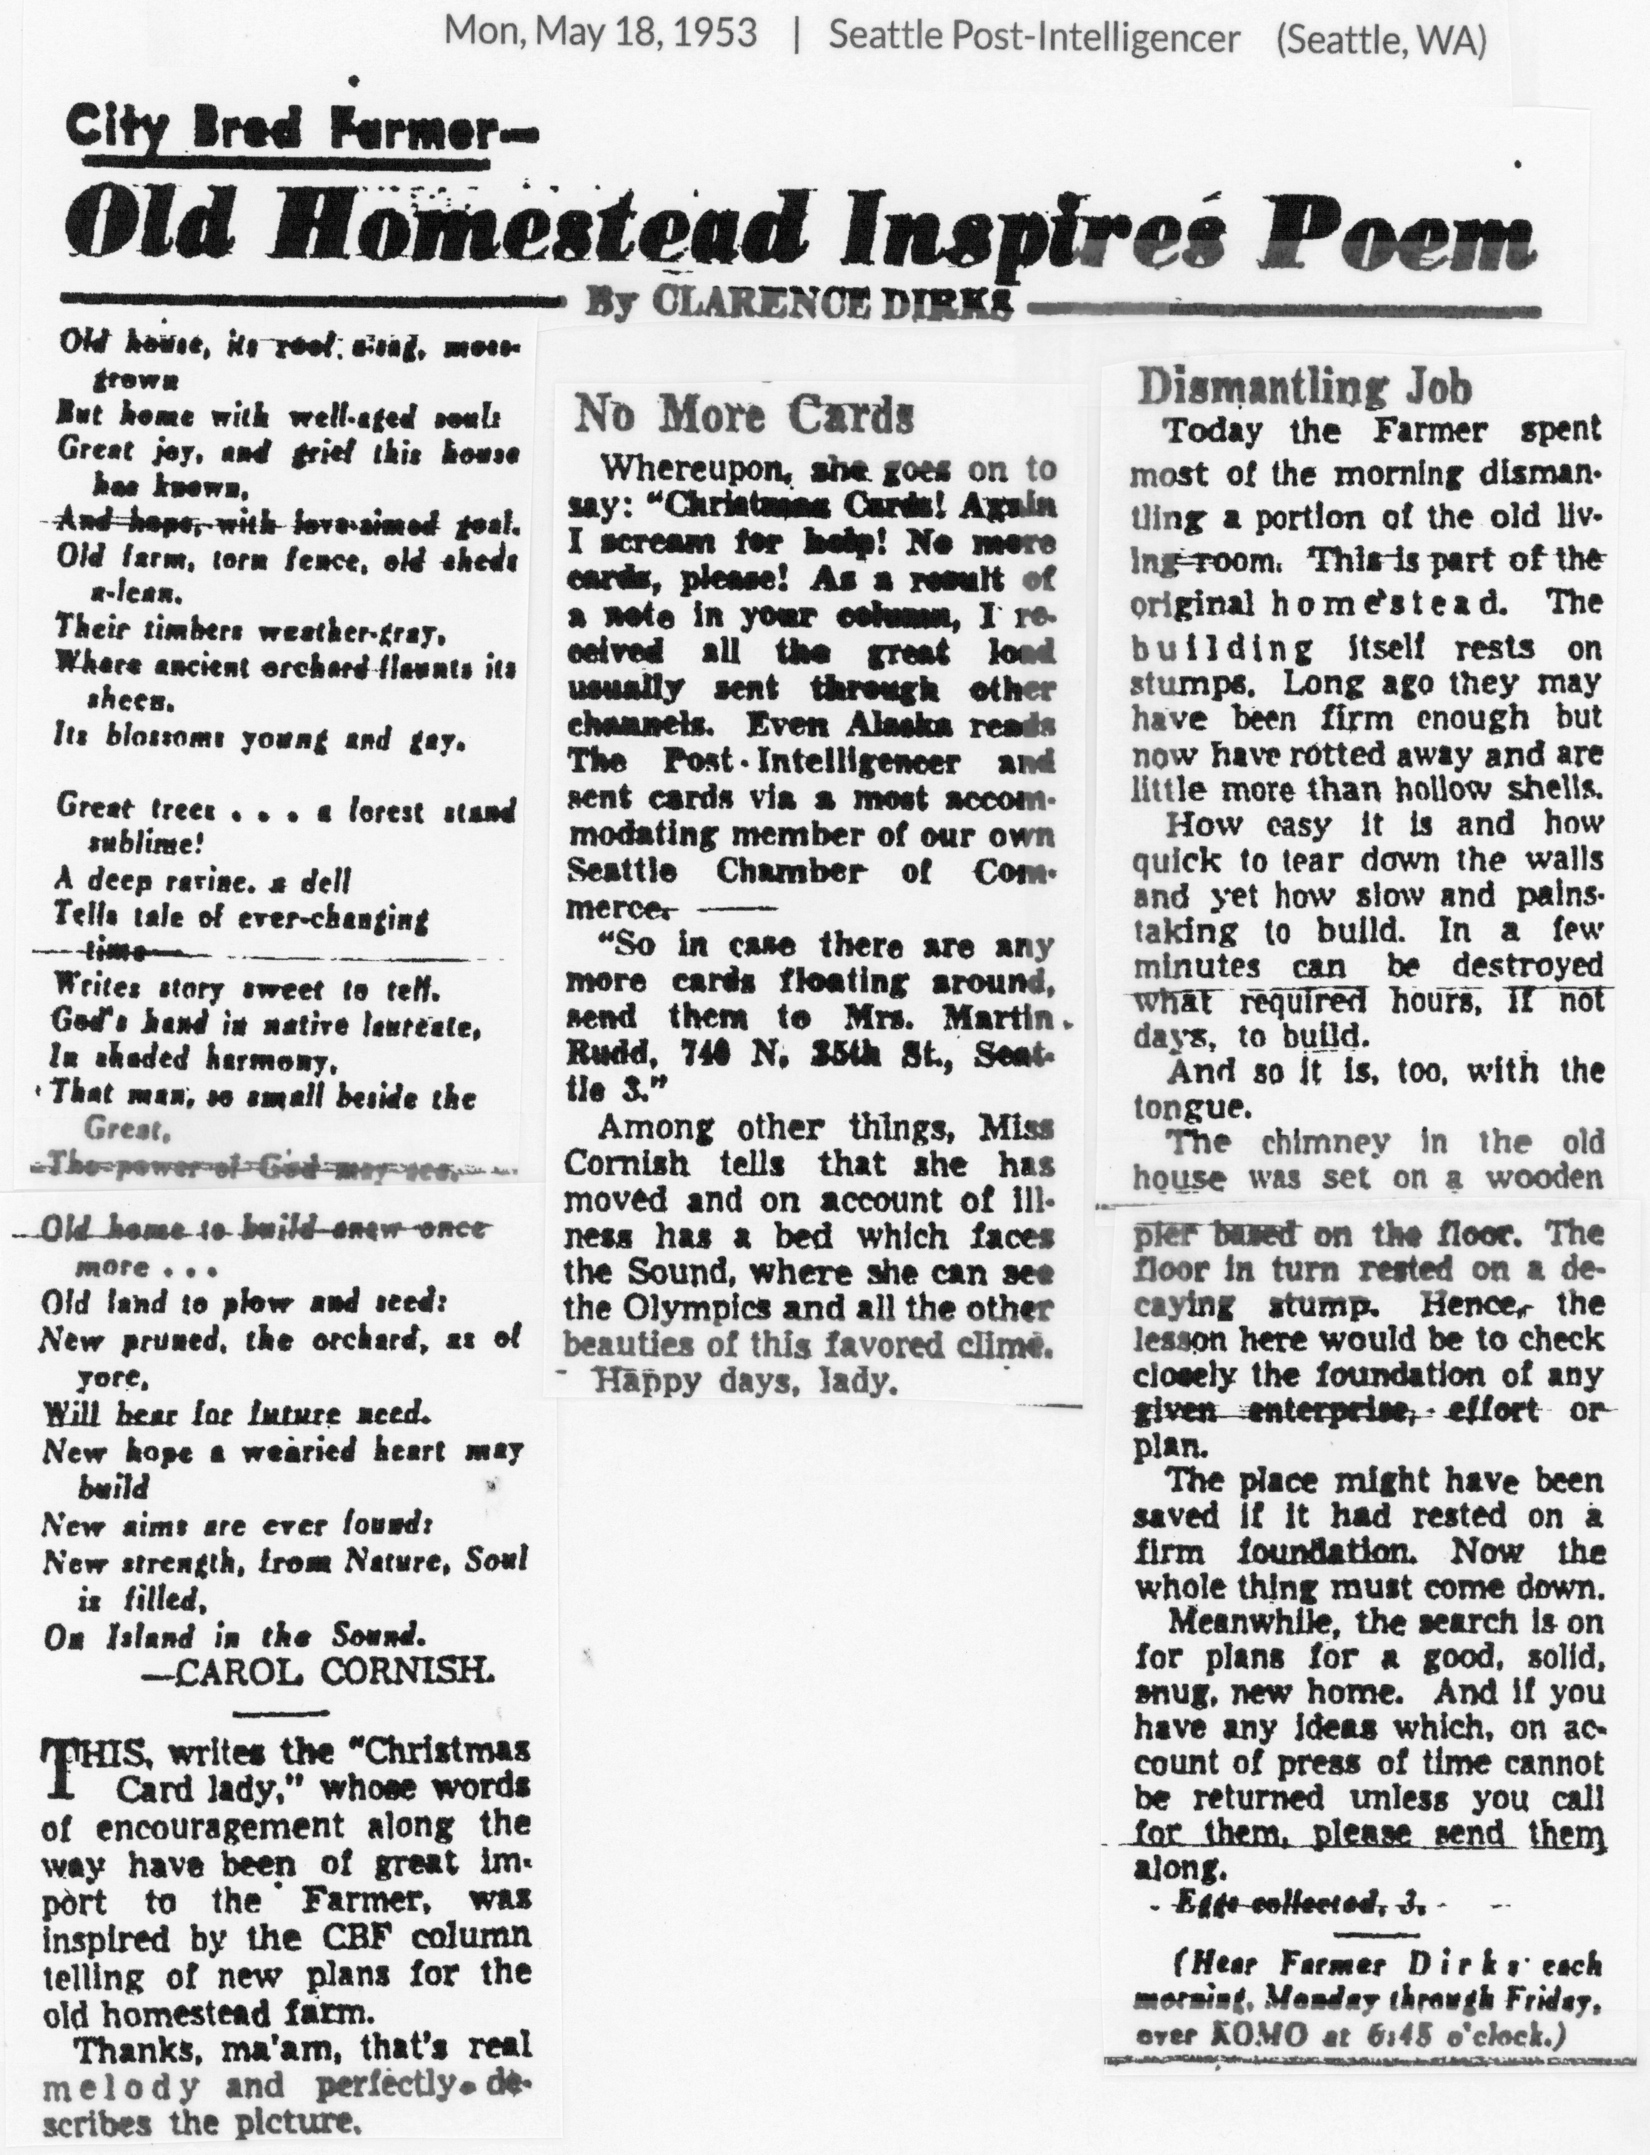 Mon, May 18, 1953 | Seattle Post-Intelligencer (Seattle, WA)
City Bred Farmer—
Old Homestead Inspires Poem
By CLARENCE DIRKS
Old house, its roof, moss-
grown
But home with well-aged soul:
Great joy, and grief this house
has known,
And hope, with love-aimed goal.
Old farm, torn fence, old sheds
a-lean.
Their timbers weather-gray,
Where ancient orchard flaunts its
sheen.
Its blossoms young and gay.
Great trees . . . a forest stand
sublime!
A deep ravine, a dell
Tells tale of ever-changing
time
Writes story sweet to tell.
God's hand in native laureate,
In shaded harmony,
That man, so small beside the
Great,
The power of God may see.
Old home to build anew once
more . . .
Old land to plow and seed:
New pruned, the orchard, as of
yore,
Will bear for future need.
New hope a wearied heart may
build
New aims are ever found:
New strength, from Nature, Soul
is filled,
On Island in the Sound.
—CAROL CORNISH.
THIS, writes the "Christmas
Card lady," whose words
of encouragement along the
way have been of great im-
port to the Farmer, was
inspired by the CBF column
telling of new plans for the
old homestead farm.
Thanks, ma'am, that's real
melody and perfectly de-
scribes the picture.
No More Cards
Whereupon, she goes on to
say: "Christmas Cards! Again
I scream for help! No more
cards, please! As a result of
a note in your column, I re-
ceived all the great load
usually sent through other
channels. Even Alaska reads
The Post-Intelligencer and
sent cards via a most accom-
modating member of our own
Seattle Chamber of Com-
merce.
"So in case there are any
more cards floating around,
send them to Mrs. Martin
Rudd, 740 N. 35th St., Seat-
tle 3."
Among other things, Miss
Cornish tells that she has
moved and on account of ill-
ness has a bed which faces
the Sound, where she can see
the Olympics and all the other
beauties of this favored clime.
Happy days, lady.
Dismantling Job
Today the Farmer spent
most of the morning disman-
tling a portion of the old liv-
ing room. This is part of the
original homestead. The
building itself rests on
stumps. Long ago they may
have been firm enough but
now have rotted away and are
little more than hollow shells.
How easy it is and how
quick to tear down the walls
and yet how slow and pains-
taking to build. In a few
minutes can be destroyed
what required hours, if not
days, to build.
And so it is, too, with the
tongue.
The chimney in the old
house was set on a wooden
pier based on the floor. The
floor in turn rested on a de-
caying stump. Hence, the
lesson here would be to check
closely the foundation of any
given enterprise, effort or
plan.
The place might have been
saved if it had rested on a
firm foundation. Now the
whole thing must come down.
Meanwhile, the search is on
for plans for a good, solid,
snug, new home. And if you
have any ideas which, on ac-
count of press of time cannot
be returned unless you call
for them, please send them
along.
Eggs collected, 3.
(Hear Farmer Dirks each
morning, Monday through Friday,
over KOMO at 6:45 o'clock.)